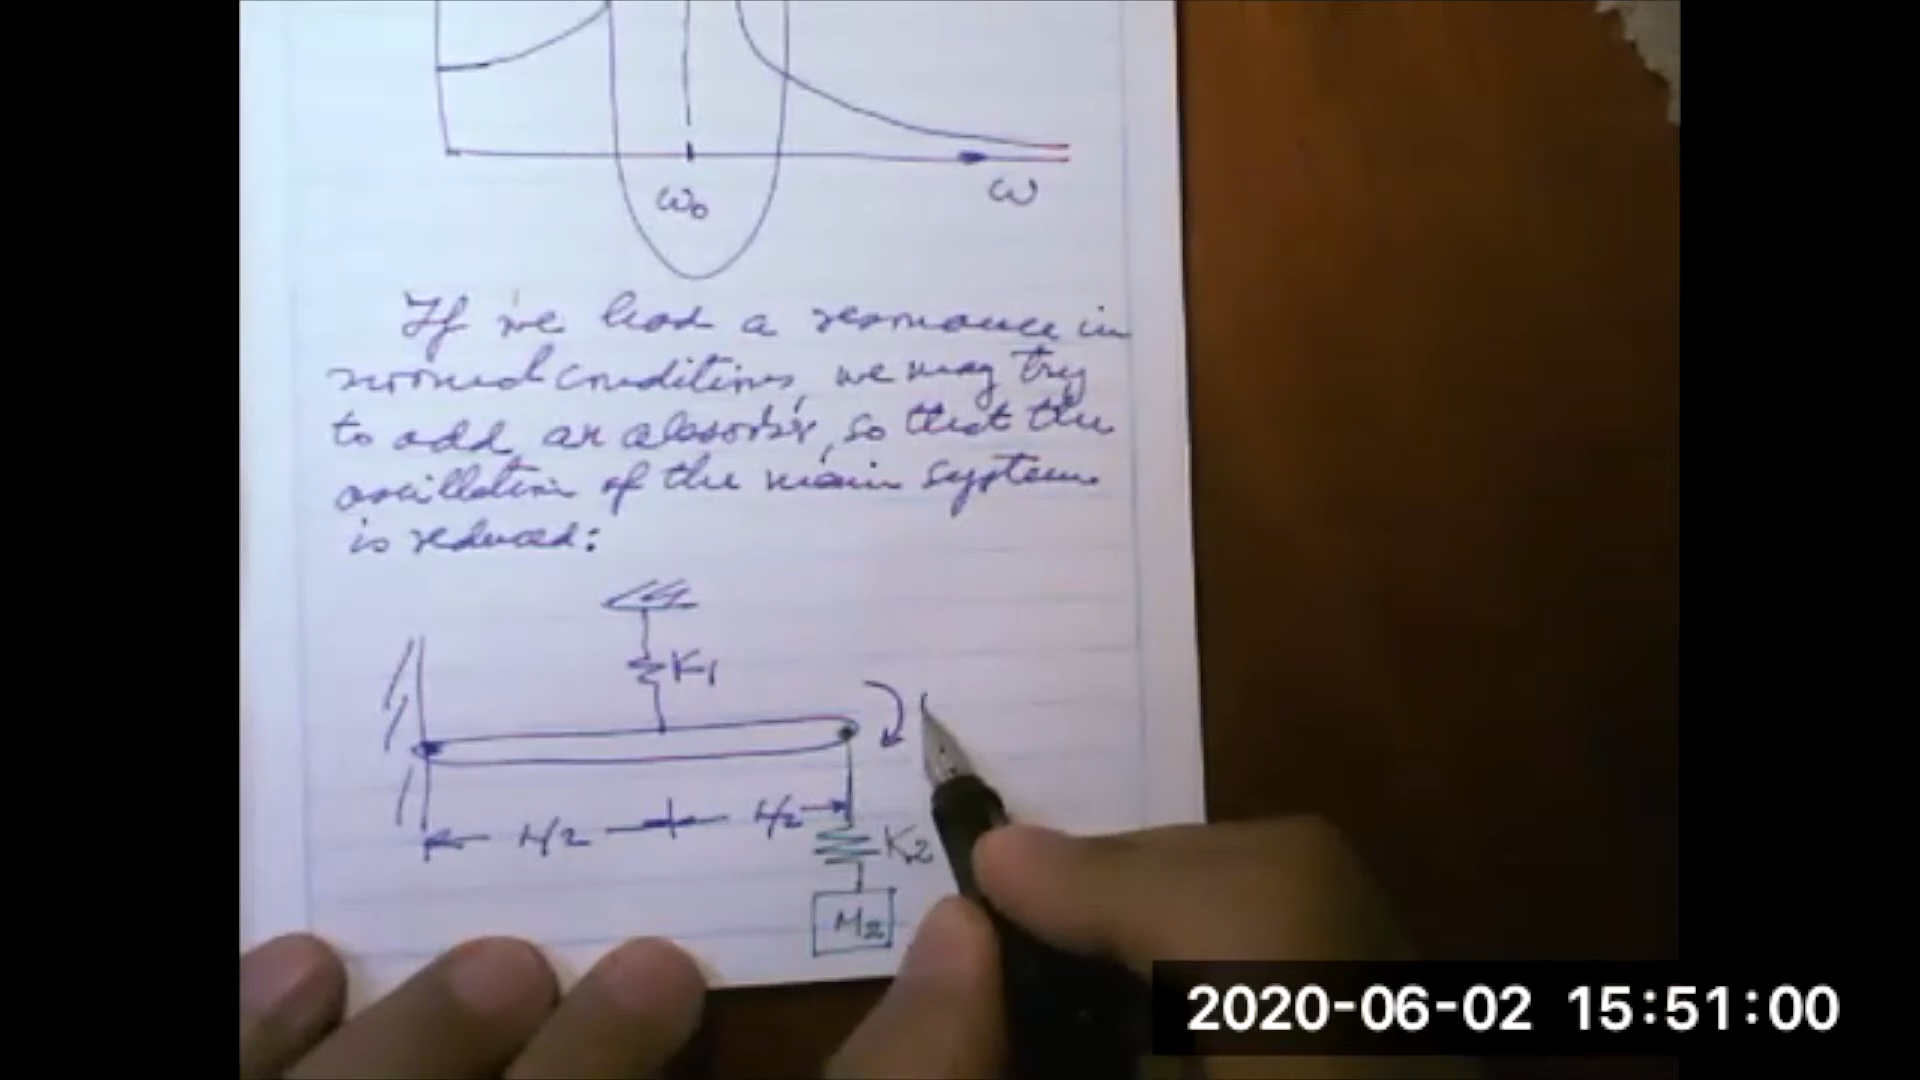 ω₀ ω
If we had a resonance in
normal conditions, we may try
to add an absorber, so that the
oscillation of the main system
is reduced:
K₁
L/2 L/2
K₂
M₂
2020-06-02 15:51:00